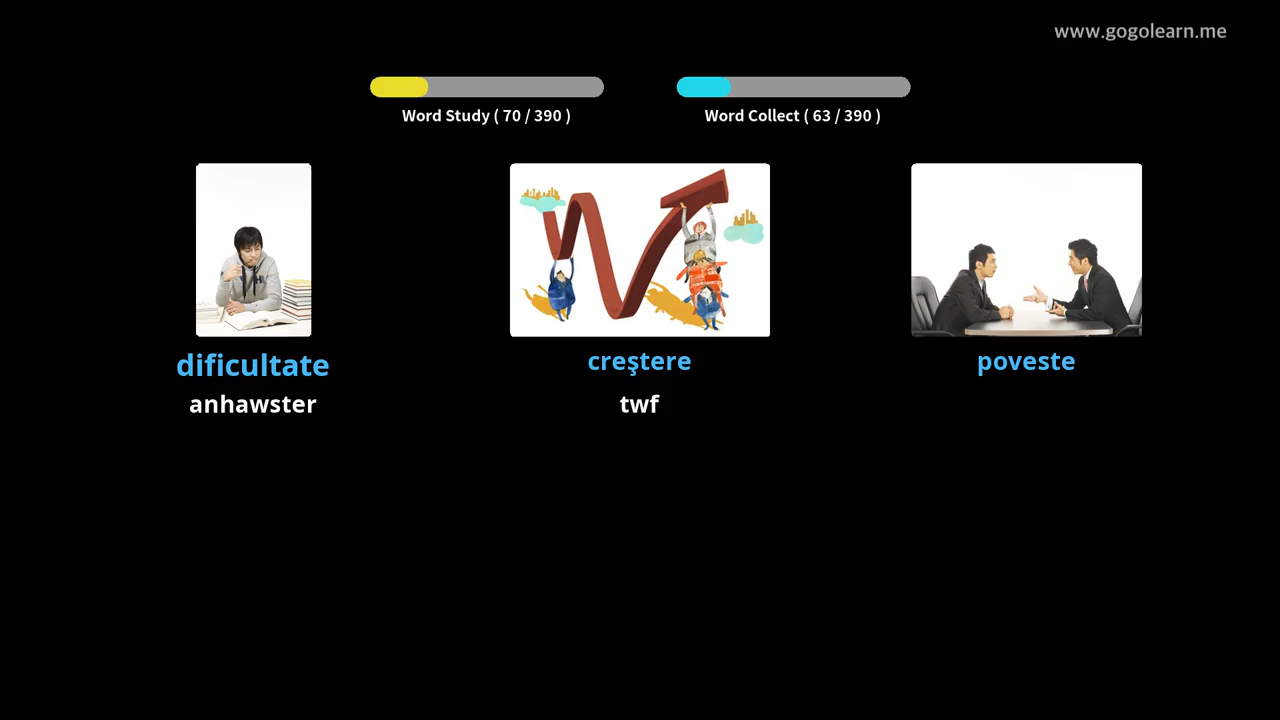 www.gogolearn.me
Word Study ( 70 / 390 )
Word Collect ( 63 / 390 )
dificultate
anhawster
creştere
twf
poveste